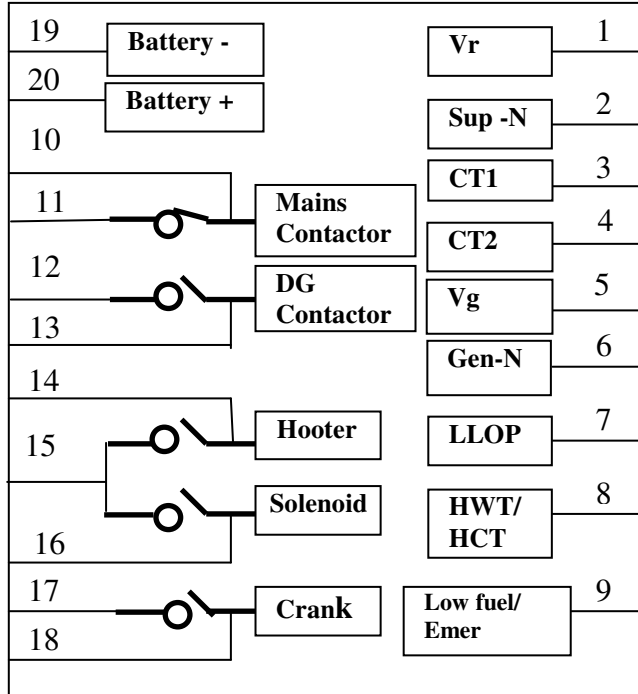 19
Battery -
20
Battery +
10
11
Mains
Contactor
12
DG
Contactor
13
14
Hooter
15
Solenoid
16
17
Crank
18
Vr
1
Sup -N
2
CT1
3
CT2
4
Vg
5
Gen-N
6
LLOP
7
HWT/
HCT
8
Low fuel/
Emer
9